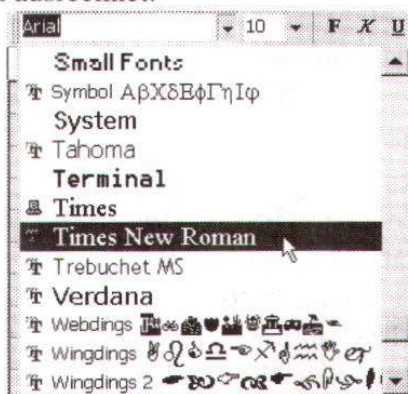 Arial 10 F K U
Small Fonts
Symbol ΑβΧδΕφΓηΙφ
System
Tahoma
Terminal
Times
Times New Roman
Trebuchet MS
Verdana
Webdings
Wingdings
Wingdings 2